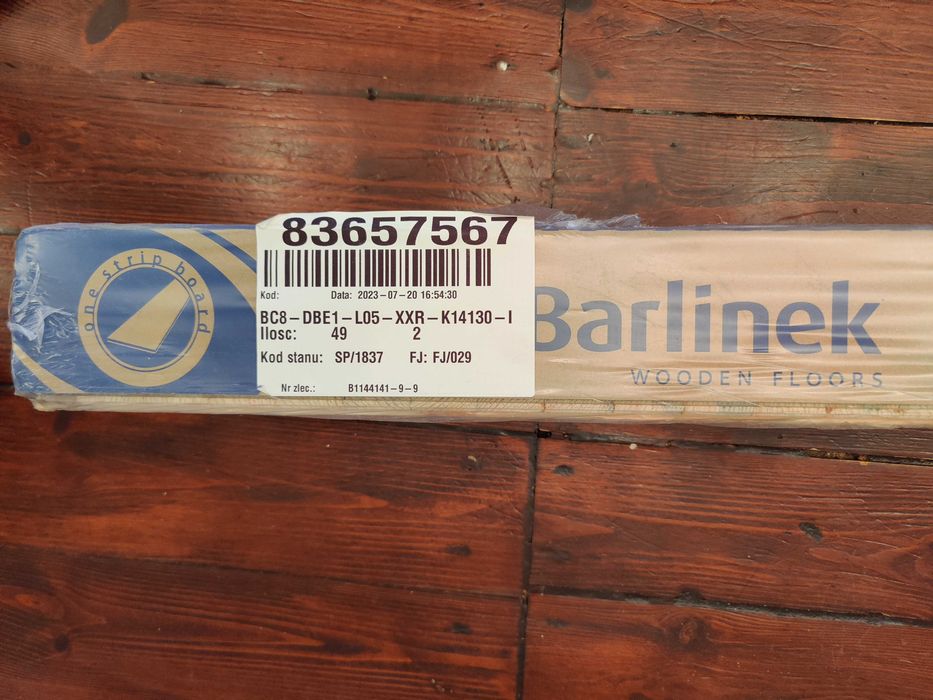 one strip board
83657567
Kod: Data: 2023-07-20 16:54:30
BC8-DBE1-L05-XXR-K14130-I
Ilosc: 49 2
Kod stanu: SP/1837 FJ: FJ/029
Nr zlec.: B1144141-9-9
Barlinek
WOODEN FLOORS